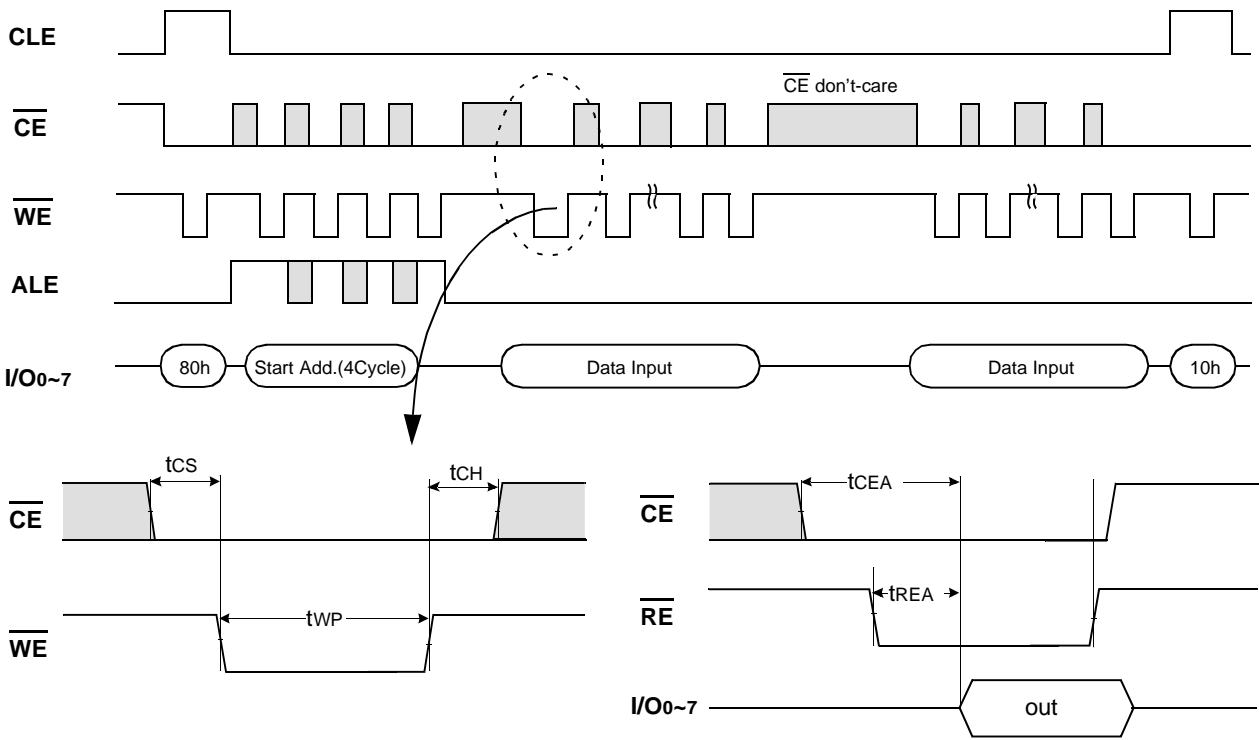 CLE
CE don't-care
CE
WE
ALE
I/O0~7 80h Start Add.(4Cycle) Data Input Data Input 10h
tCS tCH
CE
tWP
WE
tCEA
CE
tREA
RE
I/O0~7 out